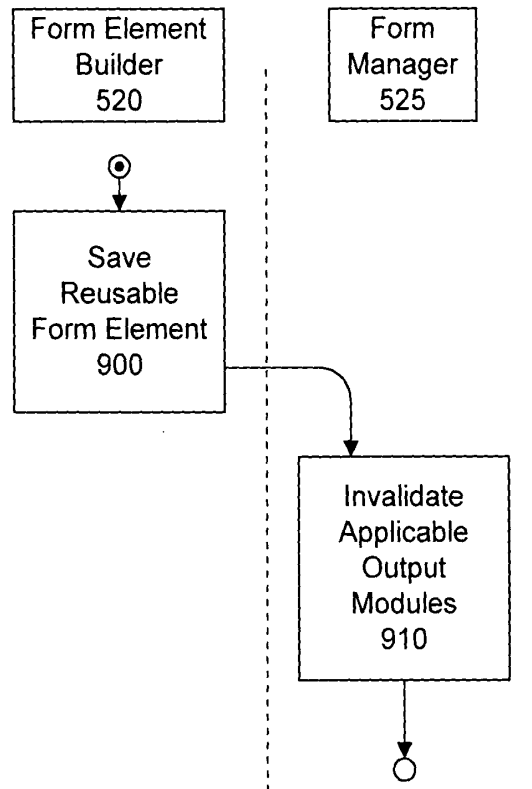 Form Element
Builder
520
Form
Manager
525
Save
Reusable
Form Element
900
Invalidate
Applicable
Output
Modules
910